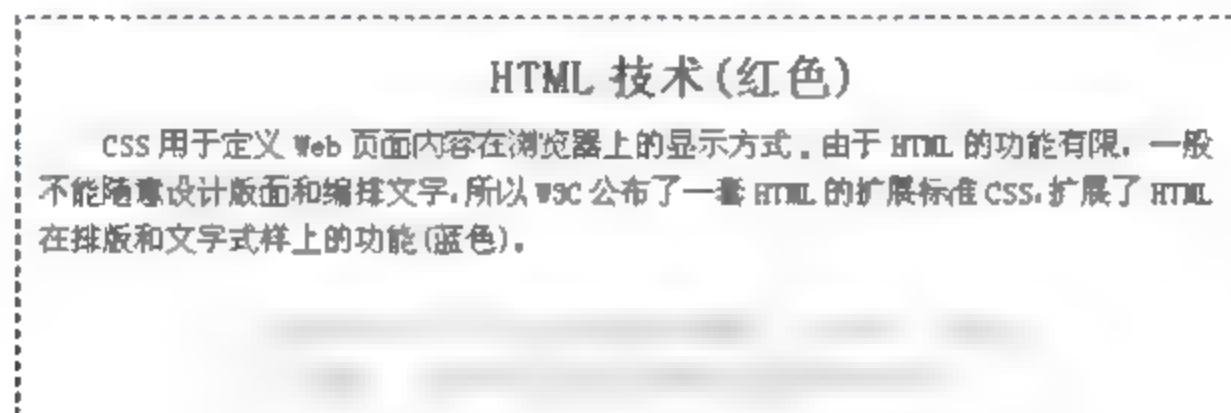 HTML 技术(红色)
CSS 用于定义 Web 页面内容在浏览器上的显示方式。由于 HTML 的功能有限，一般
不能随意设计版面和编排文字，所以 W3C 公布了一套 HTML 的扩展标准 CSS，扩展了 HTML
在排版和文字式样上的功能(蓝色)。